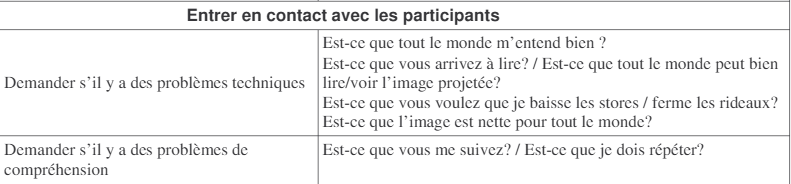 Entrer en contact avec les participants
Demander s’il y a des problèmes techniques
Est-ce que tout le monde m’entend bien ?
Est-ce que vous arrivez à lire? / Est-ce que tout le monde peut bien
lire/voir l’image projetée?
Est-ce que vous voulez que je baisse les stores / ferme les rideaux?
Est-ce que l’image est nette pour tout le monde?
Demander s’il y a des problèmes de
compréhension
Est-ce que vous me suivez? / Est-ce que je dois répéter?